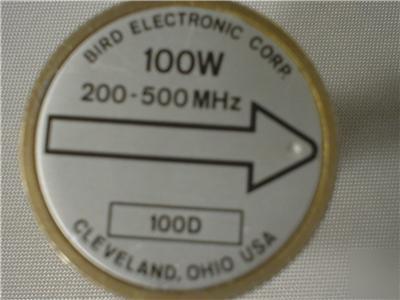 BIRD ELECTRONIC CORP.
100W
200-500MHz
100D
CLEVELAND, OHIO USA